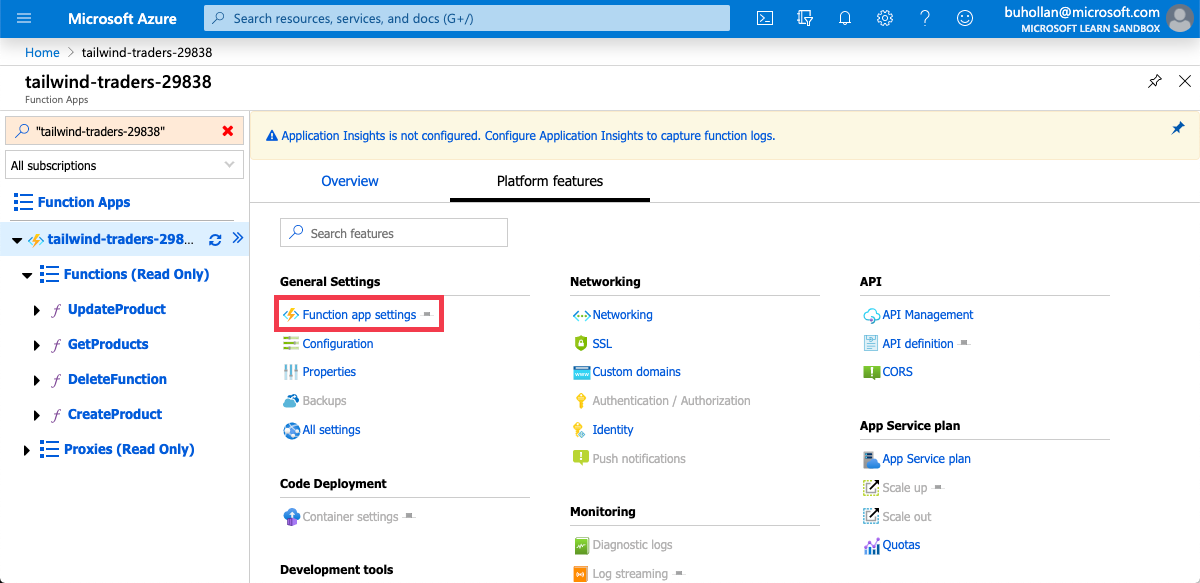 Microsoft Azure
Search resources, services, and docs (G+/)
buhollan@microsoft.com
MICROSOFT LEARN SANDBOX
Home > tailwind-traders-29838
tailwind-traders-29838
Function Apps
"tailwind-traders-29838"
All subscriptions
Function Apps
tailwind-traders-298...
Functions (Read Only)
f UpdateProduct
f GetProducts
f DeleteFunction
f CreateProduct
Proxies (Read Only)
Application Insights is not configured. Configure Application Insights to capture function logs.
Overview
Platform features
Search features
General Settings
Function app settings
Configuration
Properties
Backups
All settings
Code Deployment
Container settings
Development tools
Networking
Networking
SSL
Custom domains
Authentication / Authorization
Identity
Push notifications
Monitoring
Diagnostic logs
Log streaming
API
API Management
API definition
CORS
App Service plan
App Service plan
Scale up
Scale out
Quotas